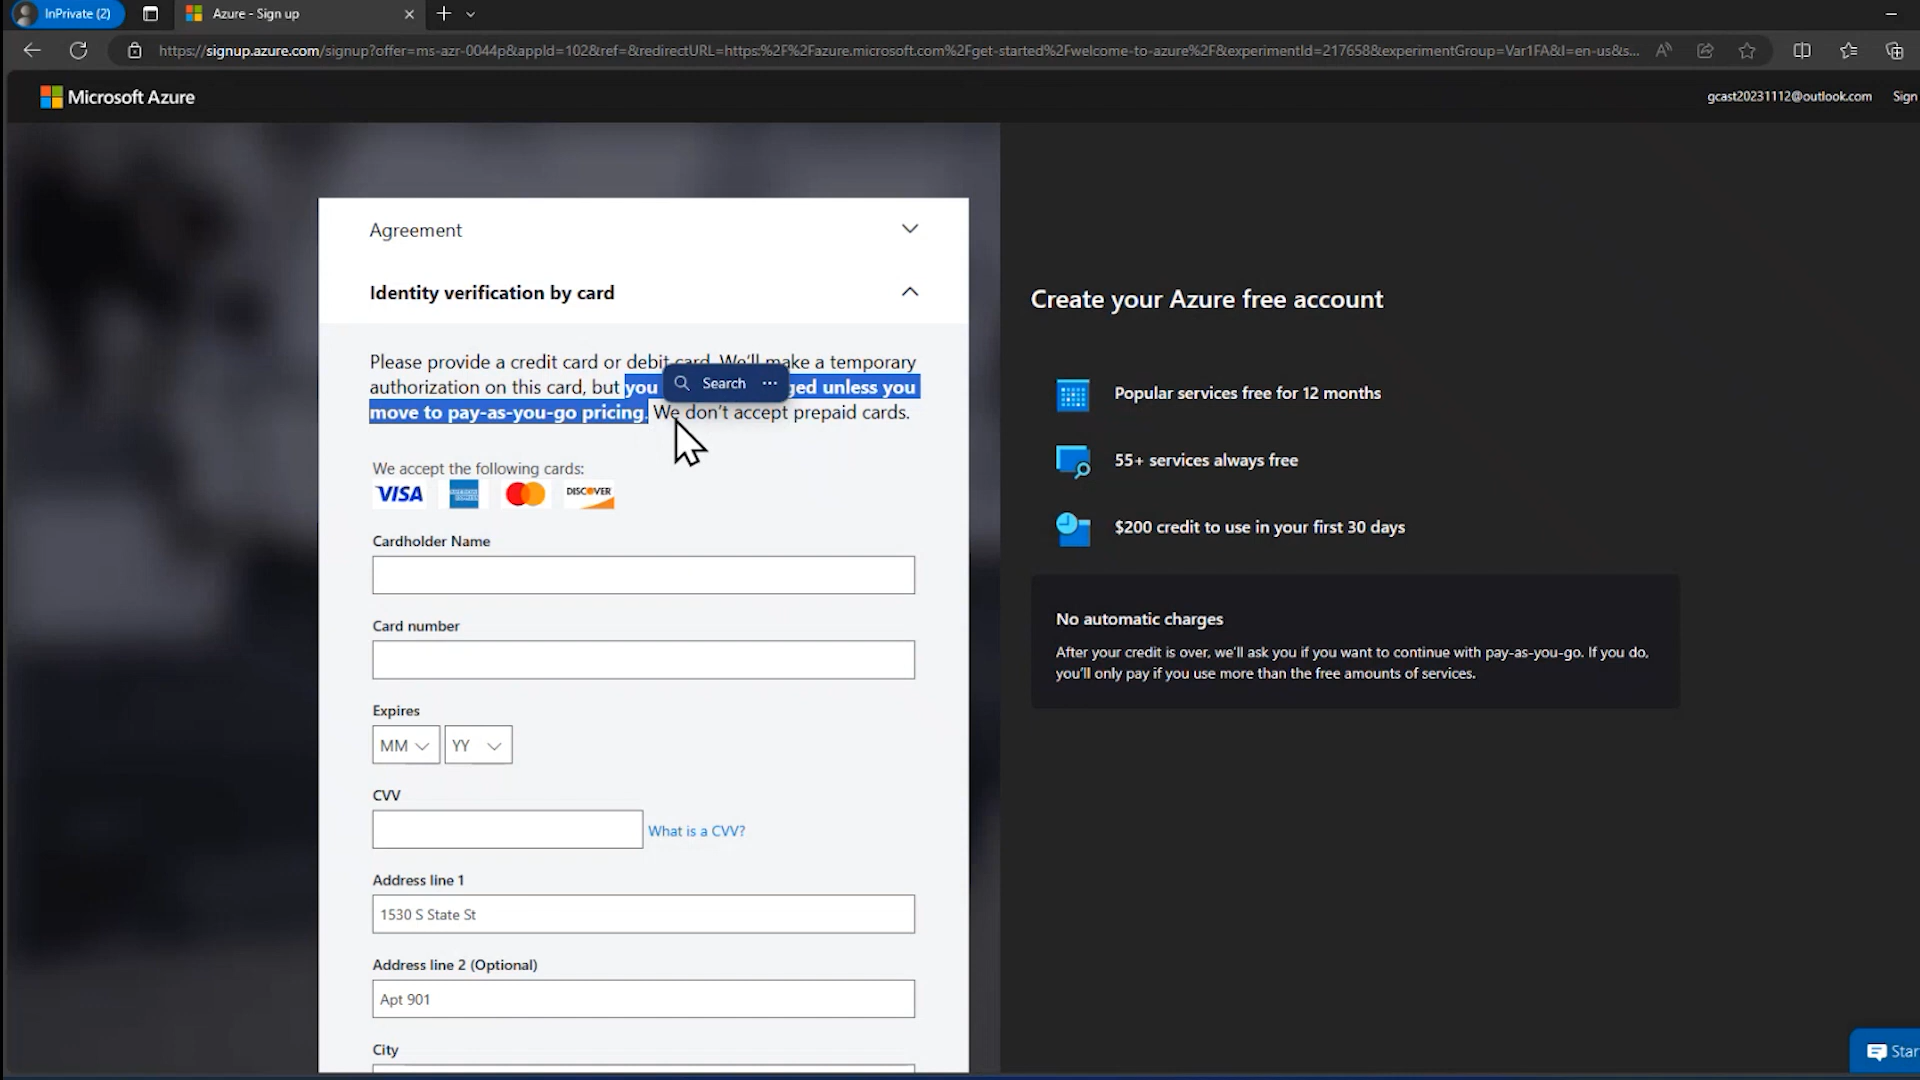 InPrivate (2)
Azure - Sign up
https://signup.azure.com/signup?offer=ms-azr-0044p&appId=102&ref=&redirectURL=https:%2F%2Fazure.microsoft.com%2Fget-started%2Fwelcome-to-azure%2F&experimentId=217658&experimentGroup=Var1FA&l=en-us&s...
Microsoft Azure
gcast20231112@outlook.com
Sign
Agreement
Identity verification by card
Please provide a credit card or debit card. We'll make a temporary
authorization on this card, but you ged unless you
move to pay-as-you-go pricing. We don't accept prepaid cards.
Search
We accept the following cards:
VISA
DISCOVER
Cardholder Name
Card number
Expires
MM
YY
CVV
What is a CVV?
Address line 1
1530 S State St
Address line 2 (Optional)
Apt 901
City
Create your Azure free account
Popular services free for 12 months
55+ services always free
$200 credit to use in your first 30 days
No automatic charges
After your credit is over, we'll ask you if you want to continue with pay-as-you-go. If you do,
you'll only pay if you use more than the free amounts of services.
Star